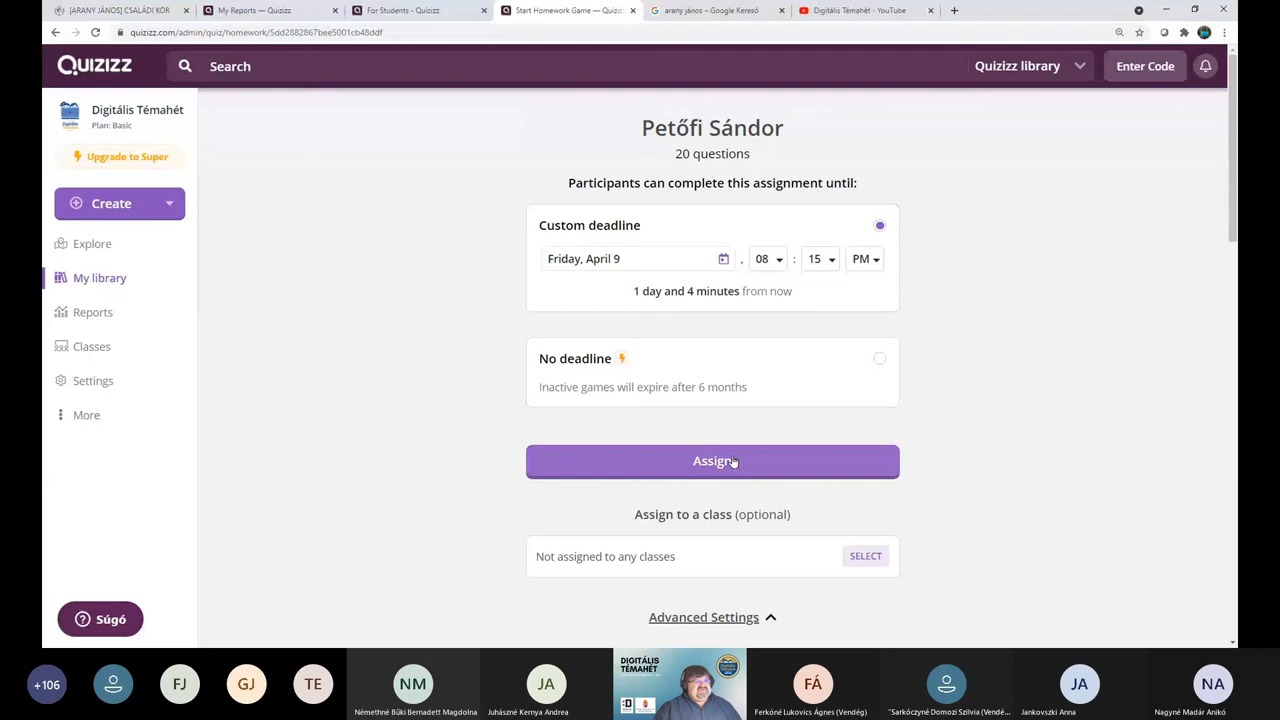 [ARANY JÁNOS] CSALÁDI KÖR
My Reports — Quizizz
For Students - Quizizz
Start Homework Game — Quizizz
arany jános – Google Kereső
Digitális Témahét - YouTube
quizizz.com/admin/quiz/homework/5dd2882867bee5001cb48ddf
Quizizz
Search
Quizizz library
Enter Code
Digitális Témahét
Plan: Basic
Upgrade to Super
Create
Explore
My library
Reports
Classes
Settings
More
Súgó
Petőfi Sándor
20 questions
Participants can complete this assignment until:
Custom deadline
Friday, April 9 , 08 : 15 PM
1 day and 4 minutes from now
No deadline
Inactive games will expire after 6 months
Assign
Assign to a class (optional)
Not assigned to any classes
SELECT
Advanced Settings
+106
FJ
GJ
TE
NM
Némethné Bűki Bernadett Magdolna
JA
Juhászné Kernya Andrea
DIGITÁLIS
TÉMAHÉT
FÁ
Ferkóné Lukovics Ágnes (Vendég)
"Sarkóczyné Domozi Szilvia (Vendé...
JA
Jankovszki Anna
NA
Nagyné Madár Anikó